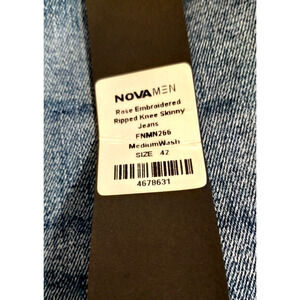 NOVAMEN
Rose Embroidered
Ripped Knee Skinny
Jeans
FNMN266
MediumWash
SIZE 42
4678631